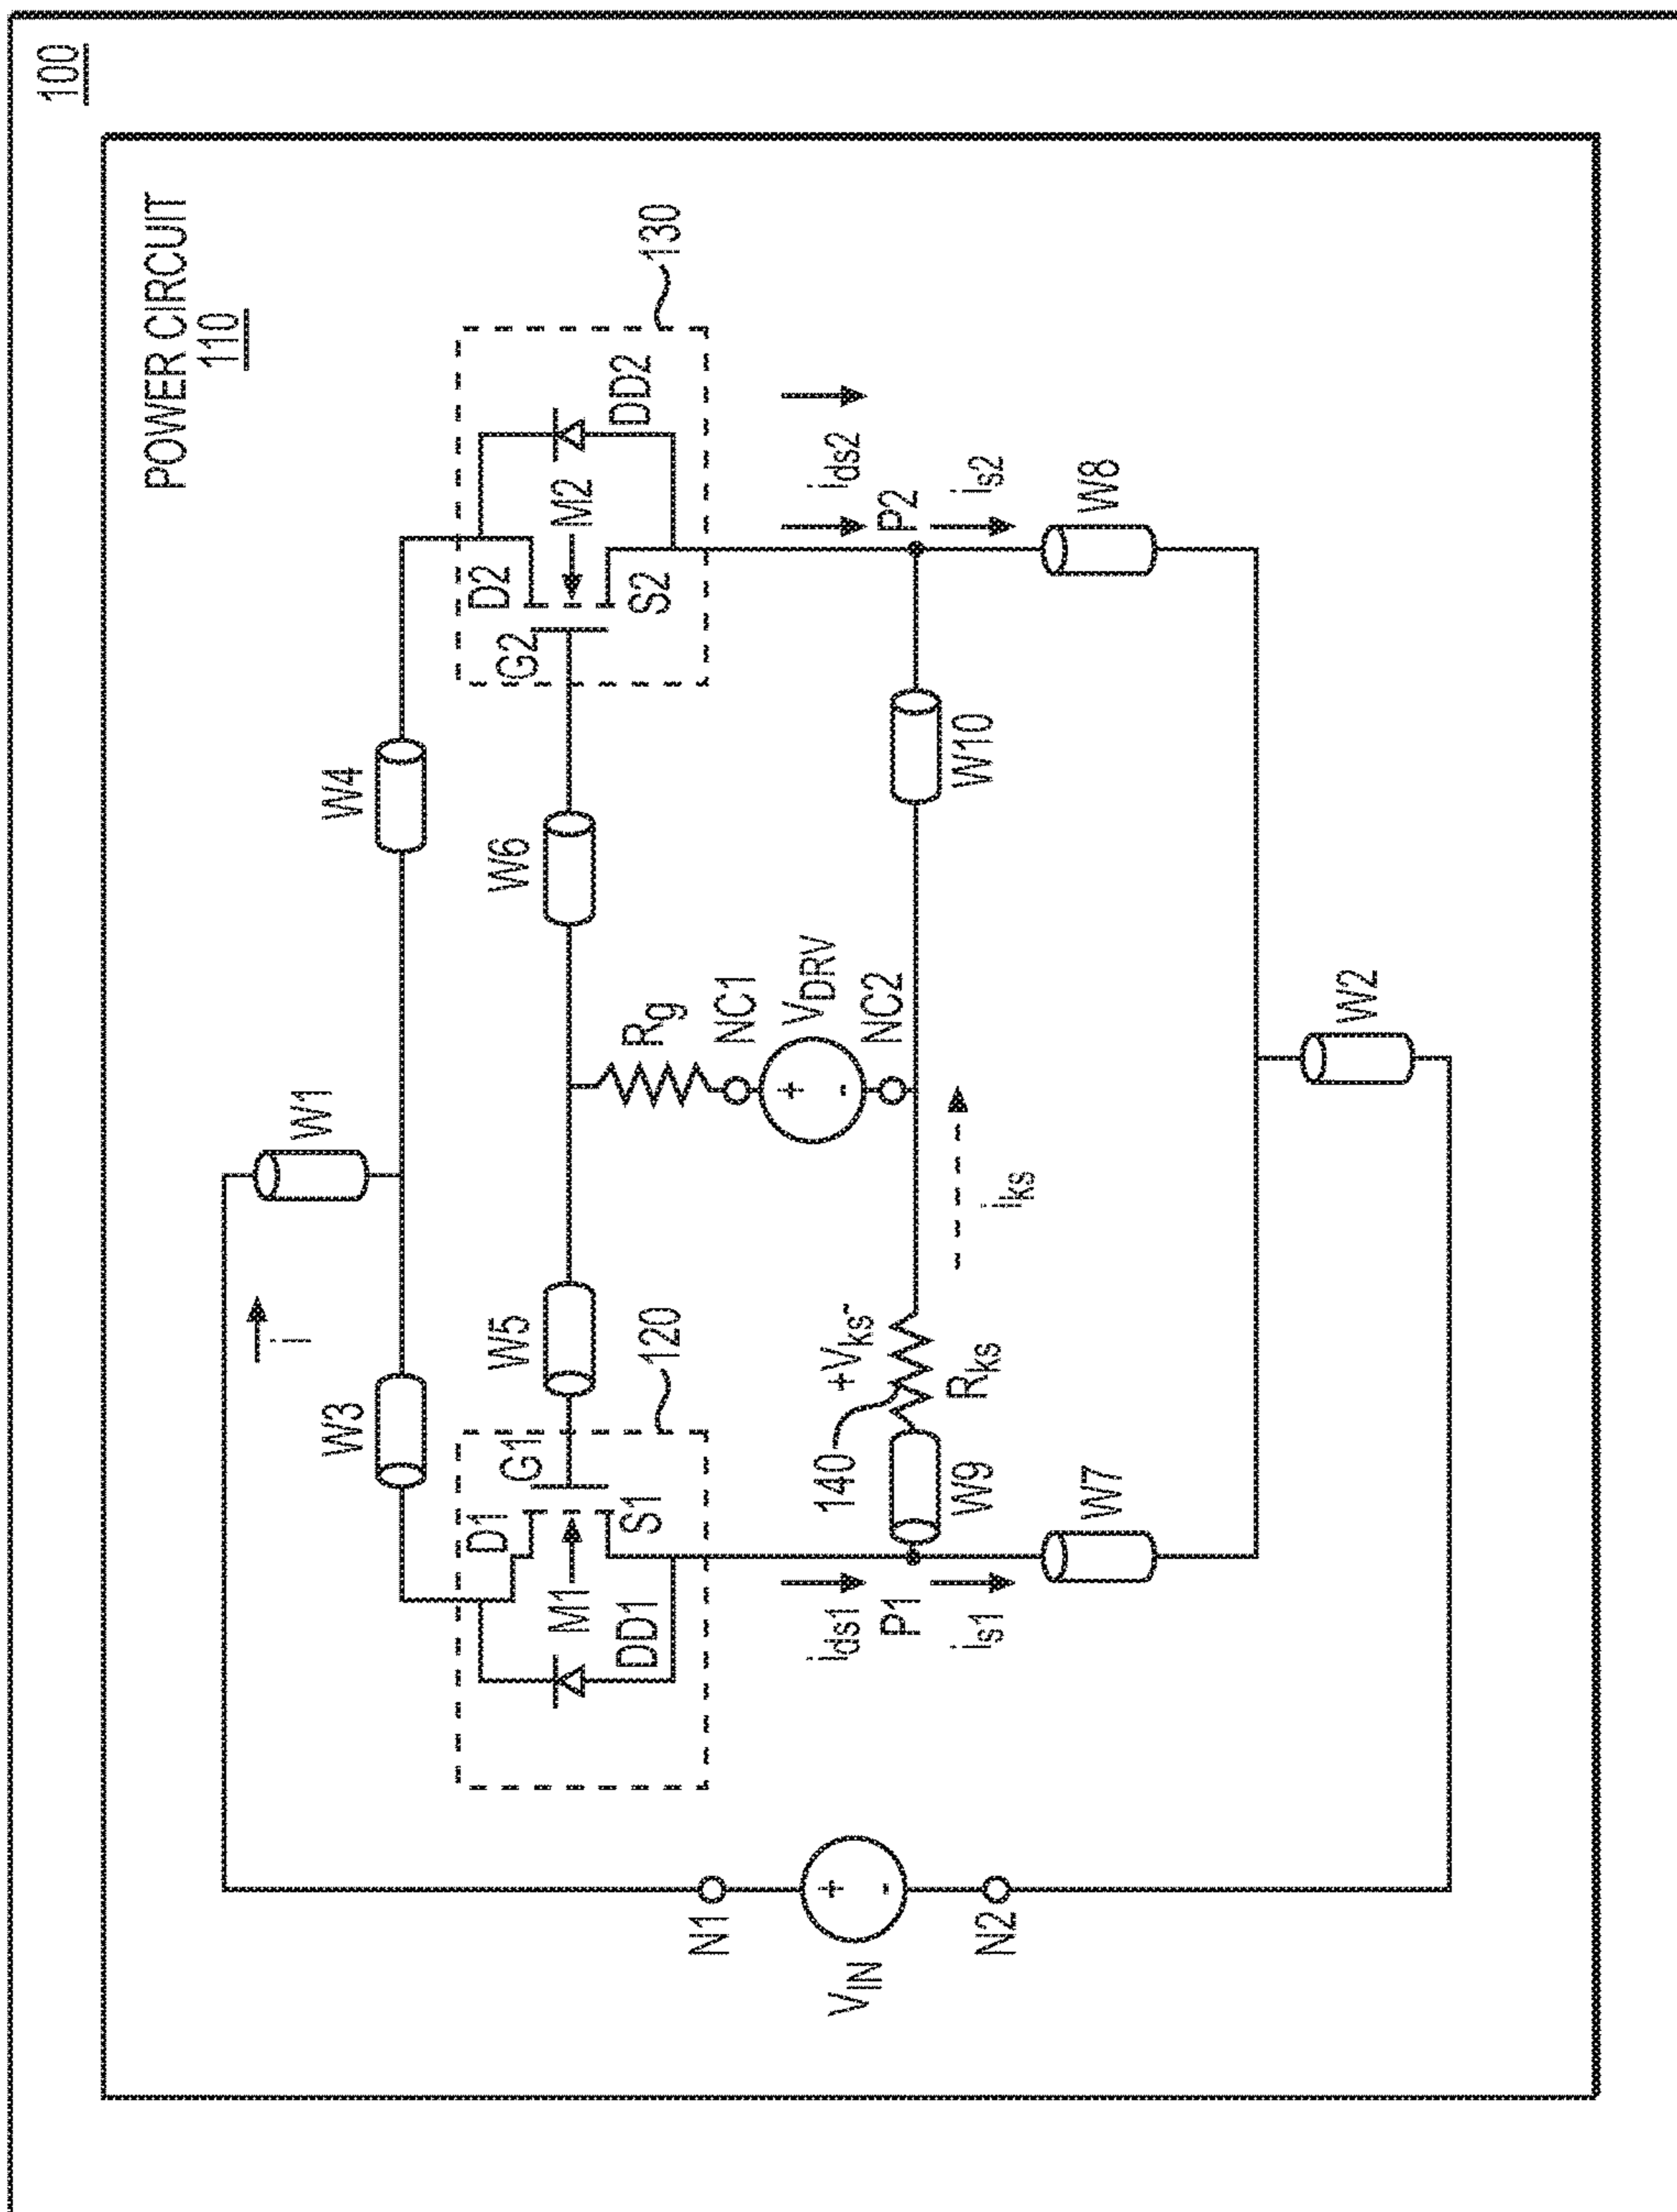 100
POWER CIRCUIT
110
i
W1
W3
W4
D1
G1
M1
S1
DD1
120
W5
W6
D2
G2
M2
S2
DD2
130
Rg
NC1
VDRV
+
-
NC2
N1
VIN
+
-
N2
ids1
P1
is1
140
+Vks-
Rks
W9
iks
W10
ids2
P2
is2
W7
W8
W2